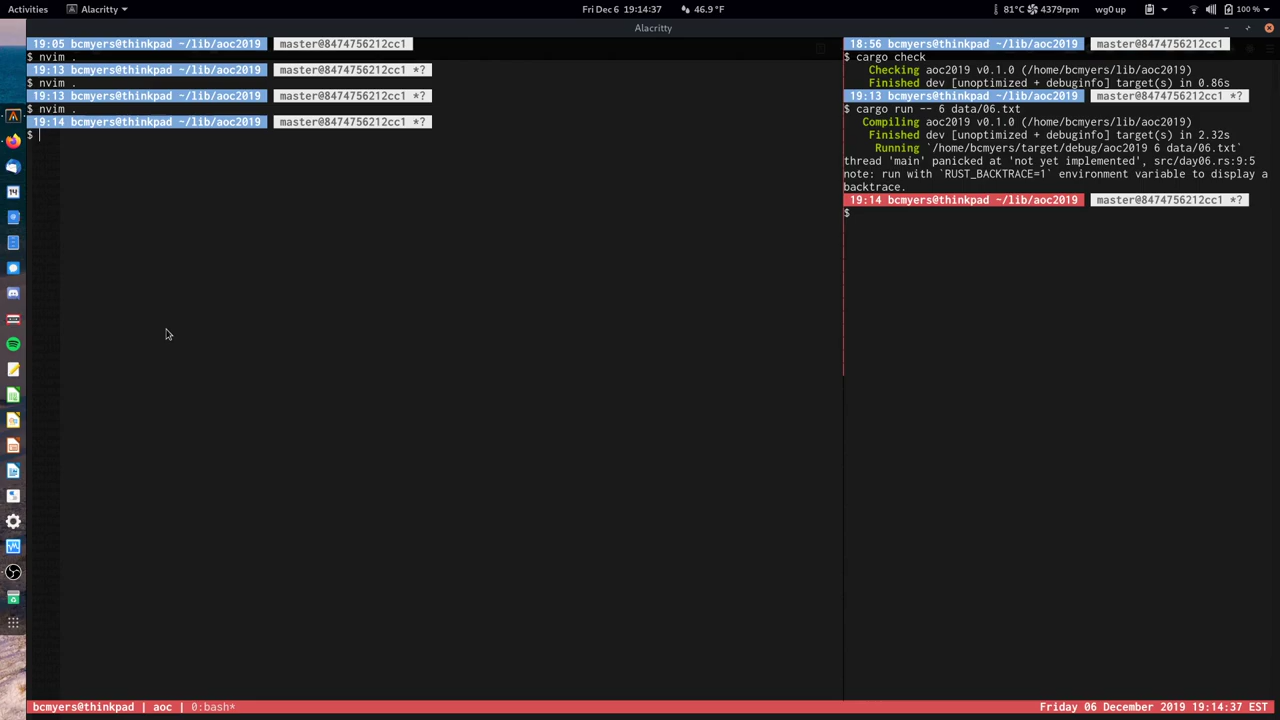 Activities Alacritty Fri Dec 6 19:14:37 46.9 °F 81°C 4379rpm wg0 up 100 %
Alacritty
19:05 bcmyers@thinkpad ~/lib/aoc2019 master@8474756212cc1
$ nvim .
19:13 bcmyers@thinkpad ~/lib/aoc2019 master@8474756212cc1 *?
$ nvim .
19:13 bcmyers@thinkpad ~/lib/aoc2019 master@8474756212cc1 *?
$ nvim .
19:14 bcmyers@thinkpad ~/lib/aoc2019 master@8474756212cc1 *?
$
18:56 bcmyers@thinkpad ~/lib/aoc2019 master@8474756212cc1
$ cargo check
Checking aoc2019 v0.1.0 (/home/bcmyers/lib/aoc2019)
Finished dev [unoptimized + debuginfo] target(s) in 0.86s
19:13 bcmyers@thinkpad ~/lib/aoc2019 master@8474756212cc1 *?
$ cargo run -- 6 data/06.txt
Compiling aoc2019 v0.1.0 (/home/bcmyers/lib/aoc2019)
Finished dev [unoptimized + debuginfo] target(s) in 2.32s
Running `/home/bcmyers/target/debug/aoc2019 6 data/06.txt`
thread 'main' panicked at 'not yet implemented', src/day06.rs:9:5
note: run with `RUST_BACKTRACE=1` environment variable to display a
backtrace.
19:14 bcmyers@thinkpad ~/lib/aoc2019 master@8474756212cc1 *?
$
14
bcmyers@thinkpad | aoc | 0:bash* Friday 06 December 2019 19:14:37 EST